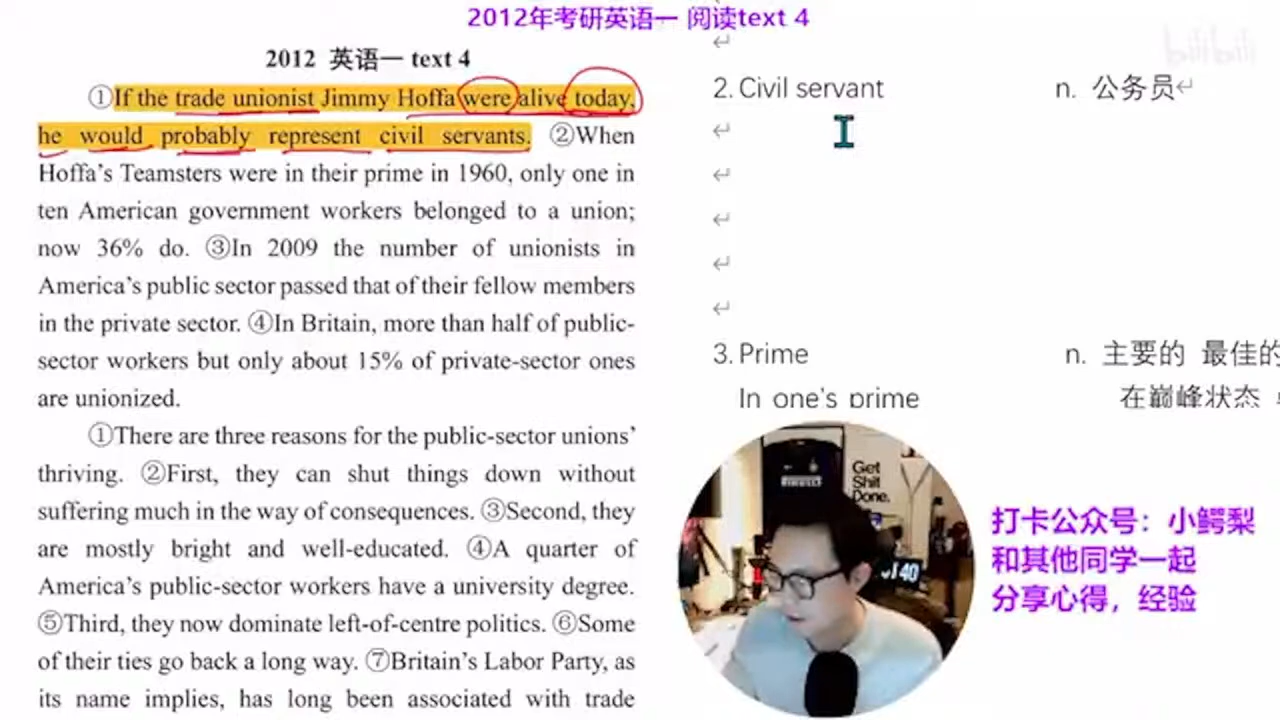 2012年考研英语一 阅读text 4
bilibili
2012 英语一 text 4
①If the trade unionist Jimmy Hoffa were alive today,
he would probably represent civil servants. ②When
Hoffa's Teamsters were in their prime in 1960, only one in
ten American government workers belonged to a union;
now 36% do. ③In 2009 the number of unionists in
America's public sector passed that of their fellow members
in the private sector. ④In Britain, more than half of public-
sector workers but only about 15% of private-sector ones
are unionized.
①There are three reasons for the public-sector unions'
thriving. ②First, they can shut things down without
suffering much in the way of consequences. ③Second, they
are mostly bright and well-educated. ④A quarter of
America's public-sector workers have a university degree.
⑤Third, they now dominate left-of-centre politics. ⑥Some
of their ties go back a long way. ⑦Britain's Labor Party, as
its name implies, has long been associated with trade
2. Civil servant n. 公务员
3. Prime n. 主要的 最佳的
In one's prime 在巅峰状态
Get
Shit
Done.
打卡公众号：小鳄梨
和其他同学一起
分享心得，经验